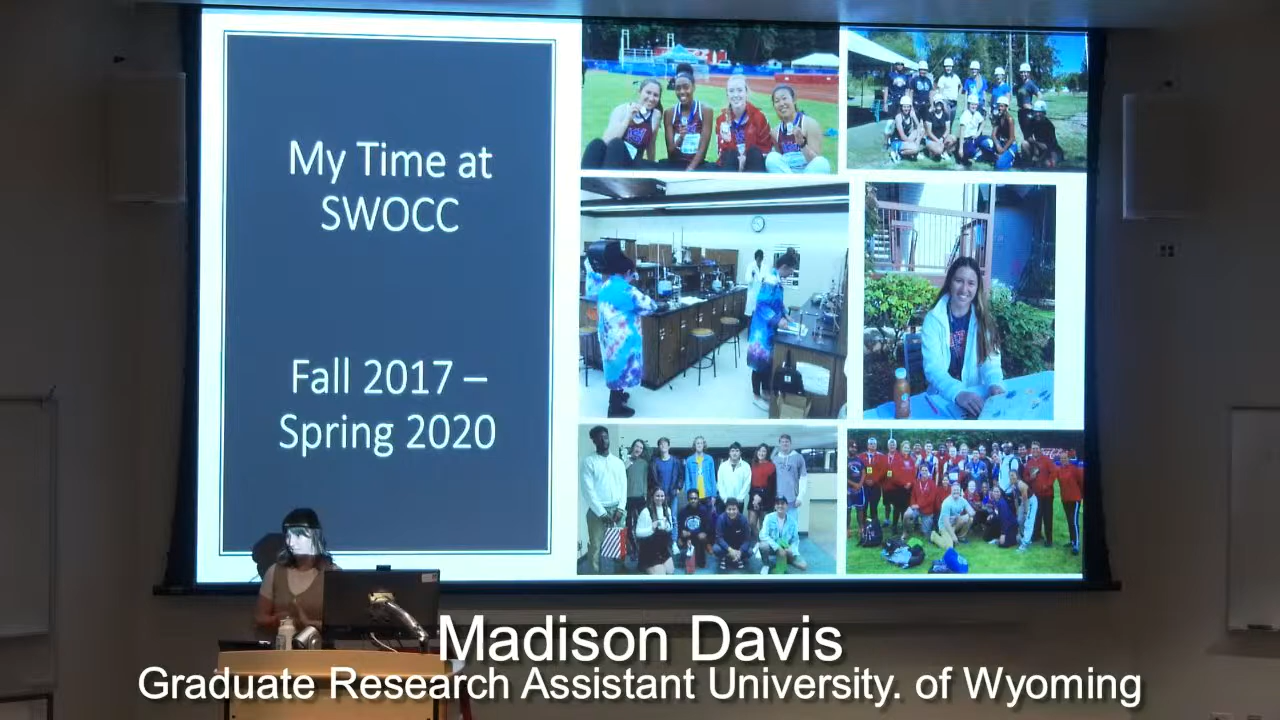 My Time at
SWOCC
Fall 2017 –
Spring 2020
Madison Davis
Graduate Research Assistant University. of Wyoming